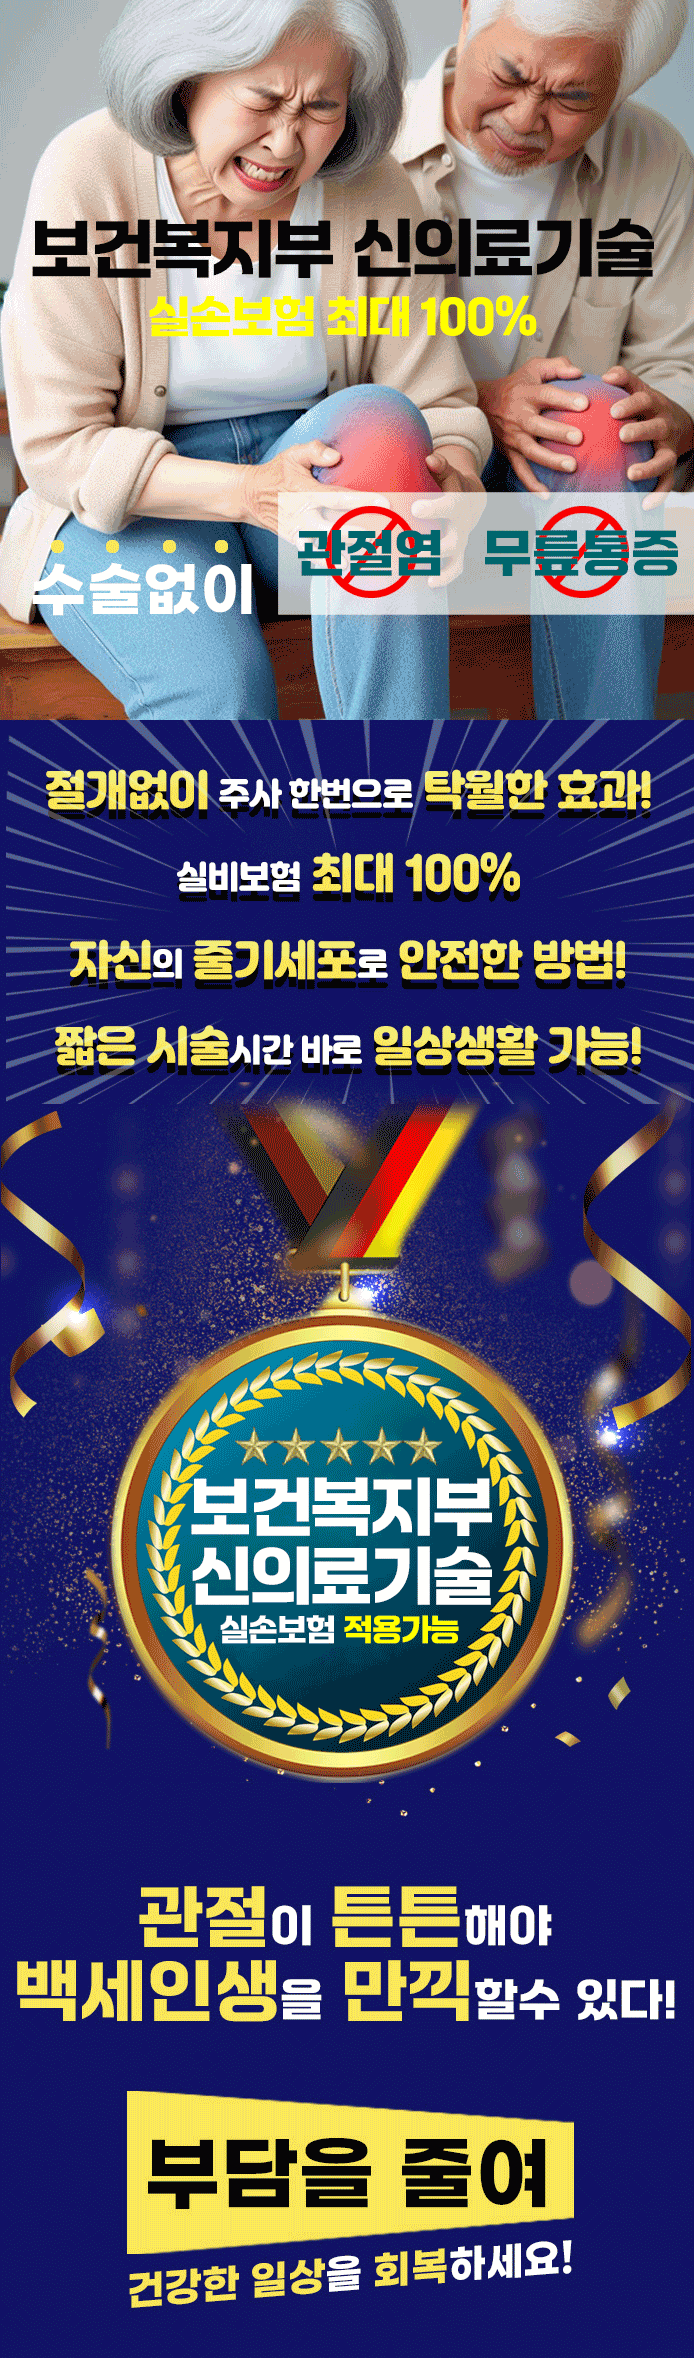 보건복지부 신의료기술
실손보험 최대 100%
수술없이
관절염 무릎통증
절개없이 주사 한번으로 탁월한 효과!
실비보험 최대 100%
자신의 줄기세포로 안전한 방법!
짧은 시술시간 바로 일상생활 가능!
보건복지부
신의료기술
실손보험 적용가능
관절이 튼튼해야
백세인생을 만끽할수 있다!
부담을 줄여
건강한 일상을 회복하세요!